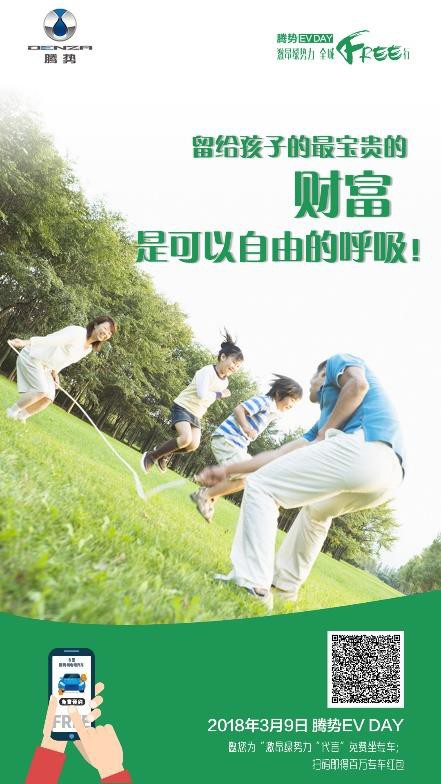 DENZA
腾势
腾势EV DAY
激昂绿势力 全城FREE行
留给孩子的最宝贵的
财富
是可以自由的呼吸!
免费预约
FREE
2018年3月9日 腾势EV DAY
邀您为“激昂绿势力“代言”免费坐专车;
扫码即得百万专车红包